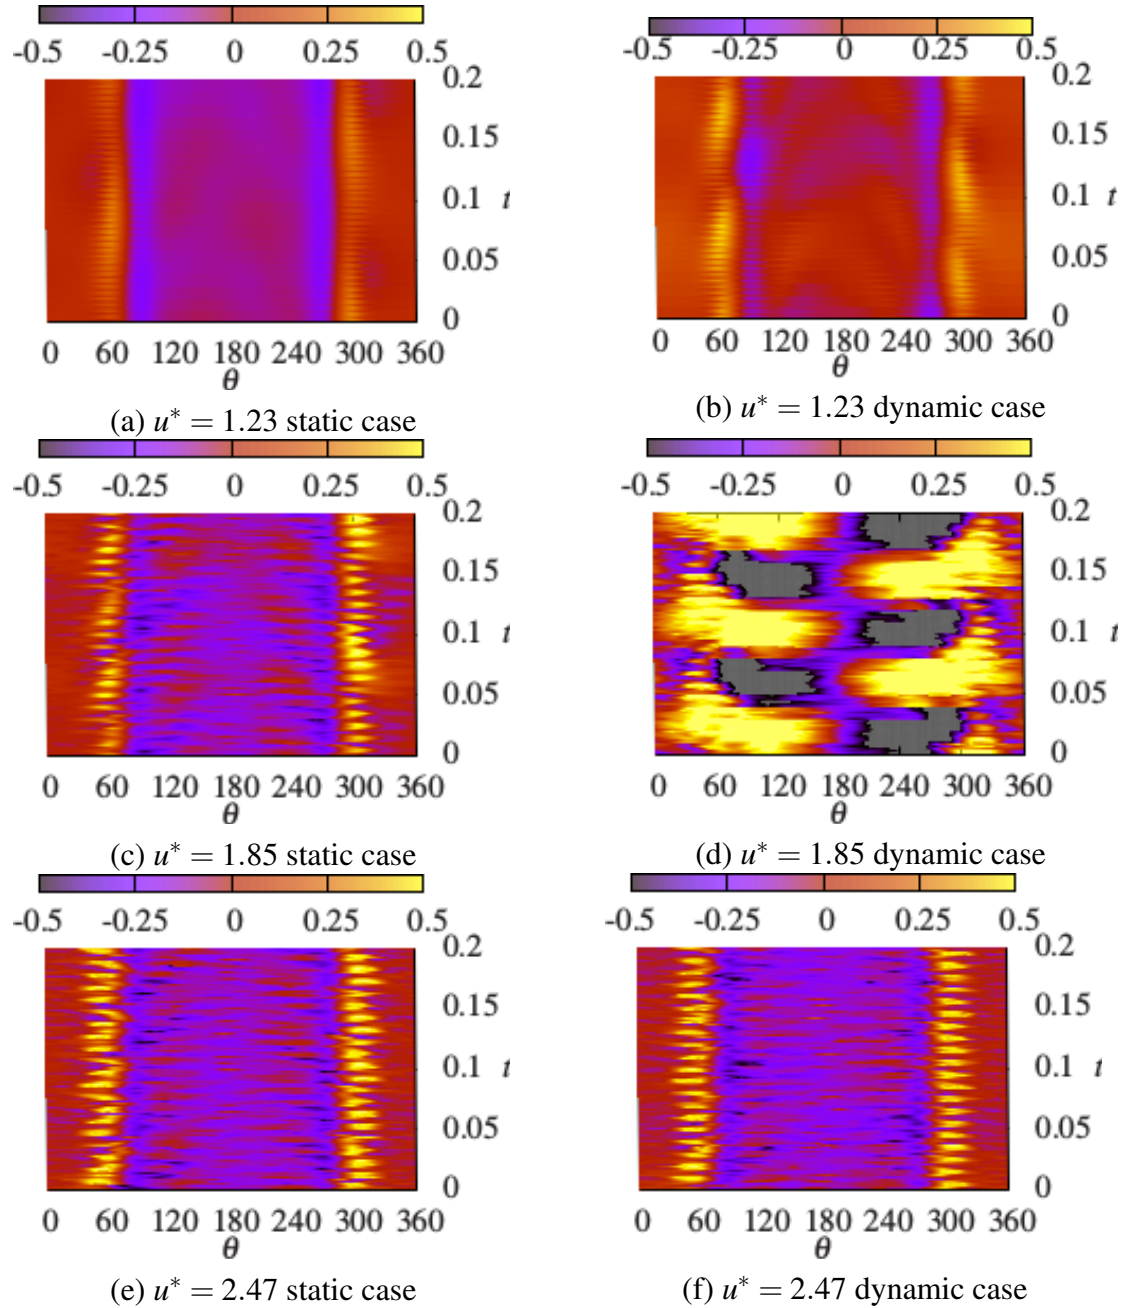 -0.5 -0.25 0 0.25 0.5
0.2
0.15
0.1 t
0.05
0
0 60 120 180 240 300 360
θ
(a) u* = 1.23 static case
-0.5 -0.25 0 0.25 0.5
0.2
0.15
0.1 t
0.05
0
0 60 120 180 240 300 360
θ
(b) u* = 1.23 dynamic case
-0.5 -0.25 0 0.25 0.5
0.2
0.15
0.1 t
0.05
0
0 60 120 180 240 300 360
θ
(c) u* = 1.85 static case
-0.5 -0.25 0 0.25 0.5
0.2
0.15
0.1 t
0.05
0
0 60 120 180 240 300 360
θ
(d) u* = 1.85 dynamic case
-0.5 -0.25 0 0.25 0.5
0.2
0.15
0.1 t
0.05
0
0 60 120 180 240 300 360
θ
(e) u* = 2.47 static case
-0.5 -0.25 0 0.25 0.5
0.2
0.15
0.1 t
0.05
0
0 60 120 180 240 300 360
θ
(f) u* = 2.47 dynamic case